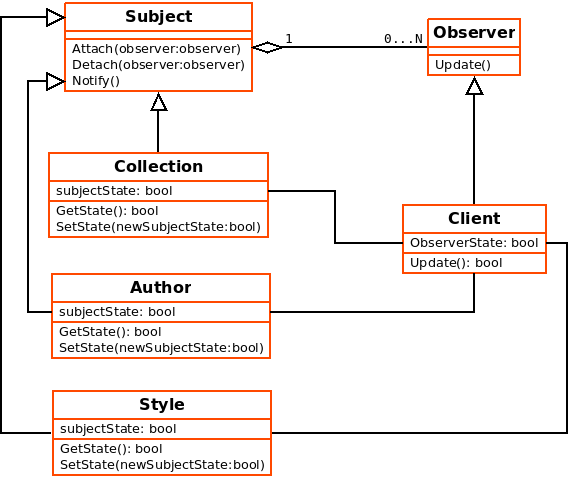 Subject
Attach(observer:observer)
Detach(observer:observer)
Notify()
1
0...N
Observer
Update()
Collection
subjectState: bool
GetState(): bool
SetState(newSubjectState:bool)
Client
ObserverState: bool
Update(): bool
Author
subjectState: bool
GetState(): bool
SetState(newSubjectState:bool)
Style
subjectState: bool
GetState(): bool
SetState(newSubjectState:bool)